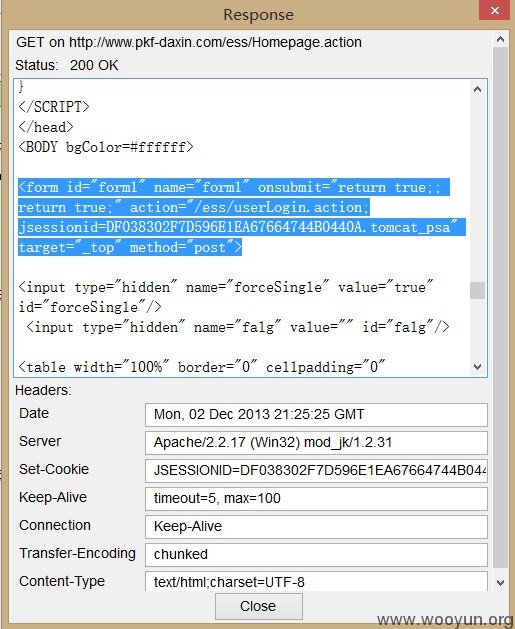 Response
GET on http://www.pkf-daxin.com/ess/Homepage.action
Status: 200 OK
}
</SCRIPT>
</head>
<BODY bgColor=#ffffff>
<form id="form1" name="form1" onsubmit="return true;;
return true;" action="/ess/userLogin.action;
jsessionid=DF038302F7D596E1EA67664744B0440A.tomcat_psa"
target="_top" method="post">
<input type="hidden" name="forceSingle" value="true"
id="forceSingle"/>
<input type="hidden" name="falg" value="" id="falg"/>
<table width="100%" border="0" cellpadding="0"
Headers:
Date Mon, 02 Dec 2013 21:25:25 GMT
Server Apache/2.2.17 (Win32) mod_jk/1.2.31
Set-Cookie JSESSIONID=DF038302F7D596E1EA67664744B044
Keep-Alive timeout=5, max=100
Connection Keep-Alive
Transfer-Encoding chunked
Content-Type text/html;charset=UTF-8
Close
www.wooyun.org